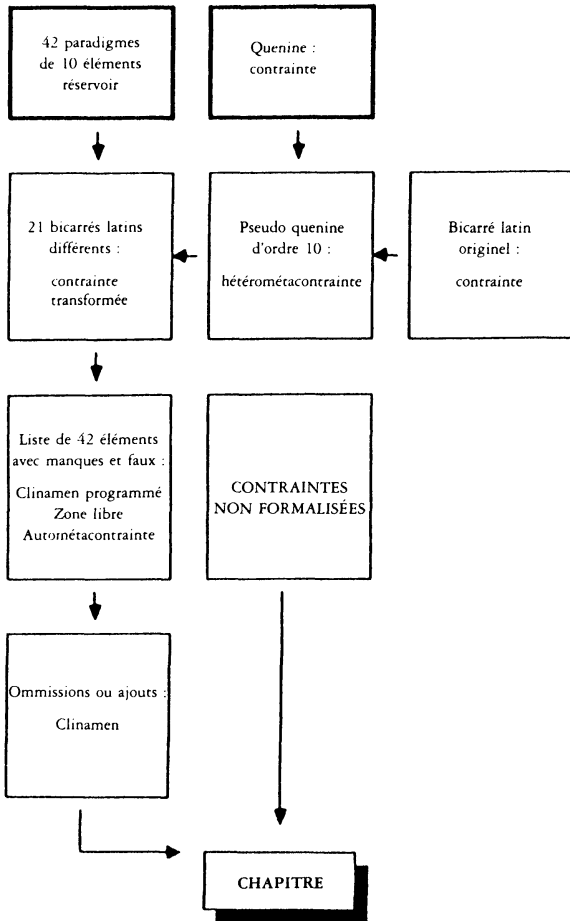 42 paradigmes
de 10 éléments
réservoir
Quenine :
contrainte
21 bicarrés latins
différents :
contrainte
transformée
Pseudo quenine
d'ordre 10 :
hétérométacontrainte
Bicarré latin
originel :
contrainte
Liste de 42 éléments
avec manques et faux :
Clinamen programmé
Zone libre
Autométacontrainte
CONTRAINTES
NON FORMALISÉES
Ommissions ou ajouts :
Clinamen
CHAPITRE